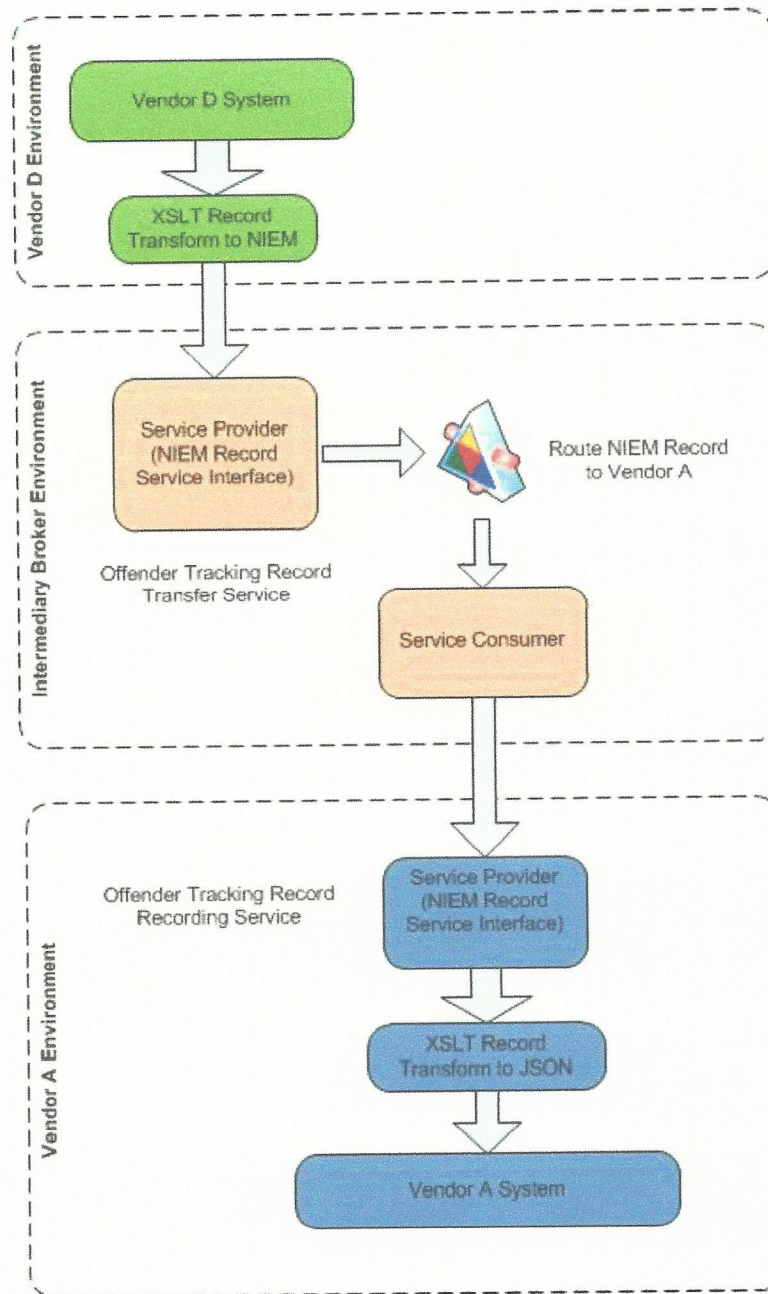 Vendor D Environment
Vendor D System
XSLT Record
Transform to NIEM
Intermediary Broker Environment
Service Provider
(NIEM Record
Service Interface)
Route NIEM Record
to Vendor A
Offender Tracking Record
Transfer Service
Service Consumer
Vendor A Environment
Offender Tracking Record
Recording Service
Service Provider
(NIEM Record
Service Interface)
XSLT Record
Transform to JSON
Vendor A System